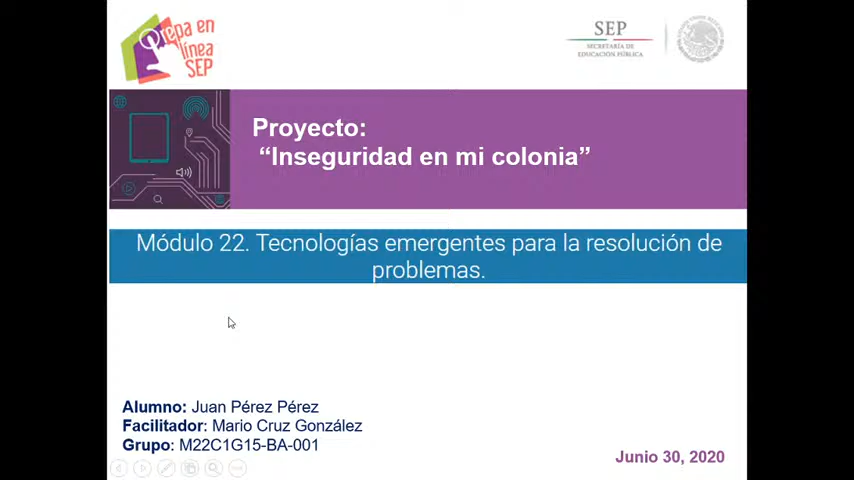 Prepa en
línea
SEP
SEP
SECRETARÍA DE
EDUCACIÓN PÚBLICA
Proyecto:
“Inseguridad en mi colonia”
Módulo 22. Tecnologías emergentes para la resolución de
problemas.
Alumno: Juan Pérez Pérez
Facilitador: Mario Cruz González
Grupo: M22C1G15-BA-001
Junio 30, 2020